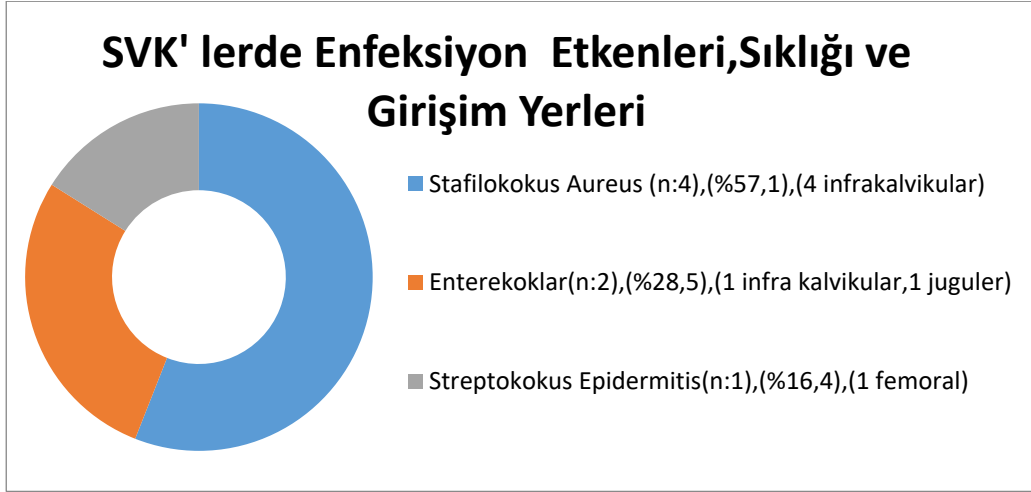 SVK' lerde Enfeksiyon  Etkenleri,Sıklığı ve
Girişim Yerleri
Stafilokokus Aureus (n:4),(%57,1),(4 infrakalvikular)
Enterekoklar(n:2),(%28,5),(1 infra kalvikular,1 juguler)
Streptokokus Epidermitis(n:1),(%16,4),(1 femoral)